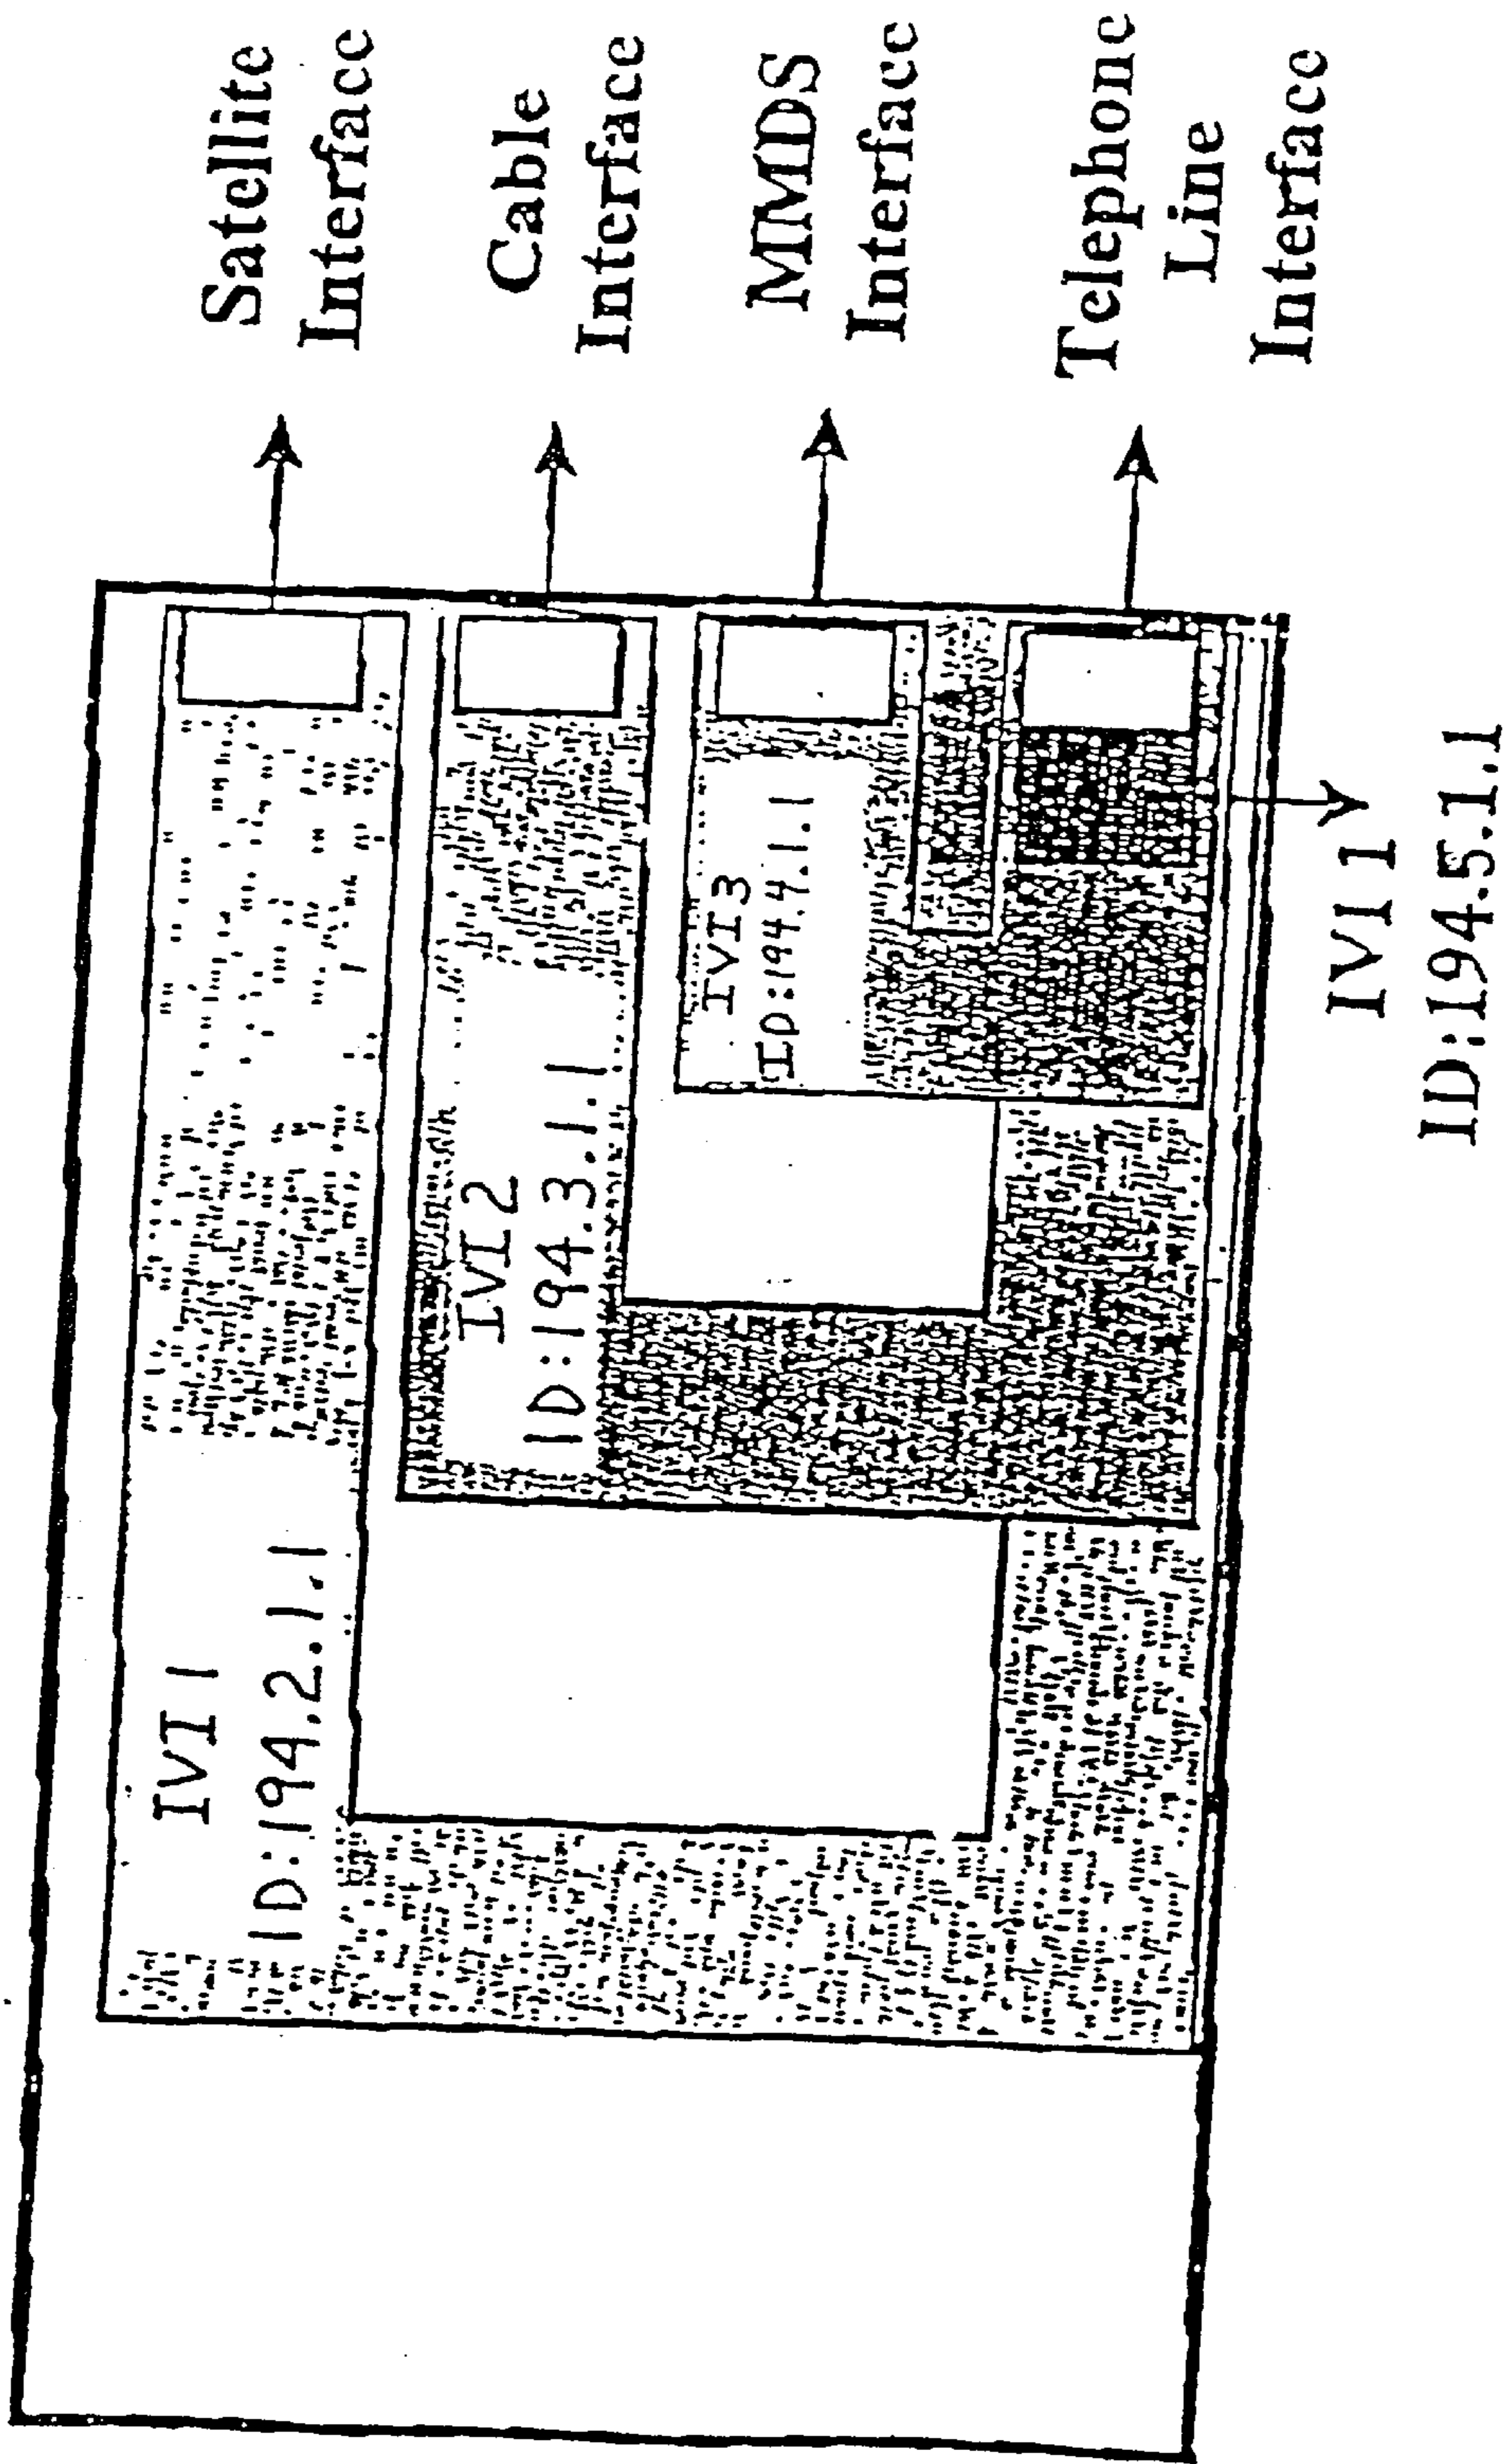 IVI 1
ID:194.2.1.1
IVI 2
ID:194.3.1.1
IVI 3
ID:194.4.1.1
Satellite
Interface
Cable
Interface
MMDS
Interface
Telephone
Line
Interface
IVI 1
ID:194.5.1.1